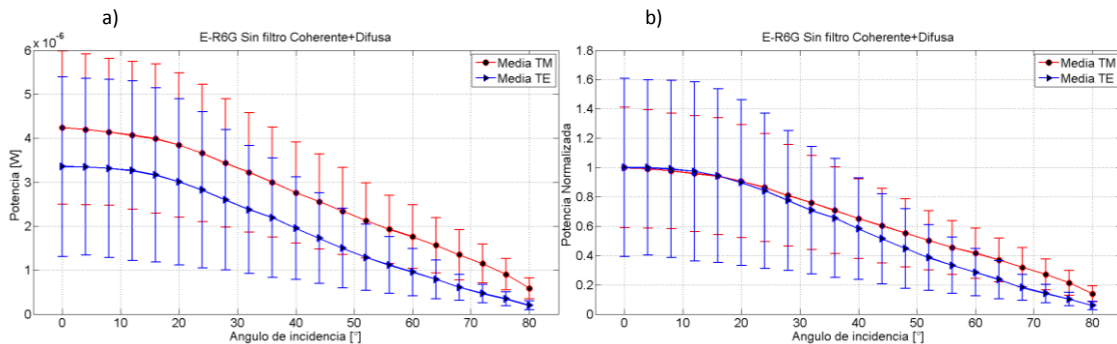 a)
E-R6G Sin filtro Coherente+Difusa
6 x 10⁻⁶
5
4
3
2
1
0
Potencia [W]
Media TM
Media TE
0 10 20 30 40 50 60 70 80
Angulo de incidencia [°]
b)
E-R6G Sin filtro Coherente+Difusa
1.8
1.6
1.4
1.2
1
0.8
0.6
0.4
0.2
0
Potencia Normalizada
Media TM
Media TE
0 10 20 30 40 50 60 70 80
Angulo de incidencia [°]